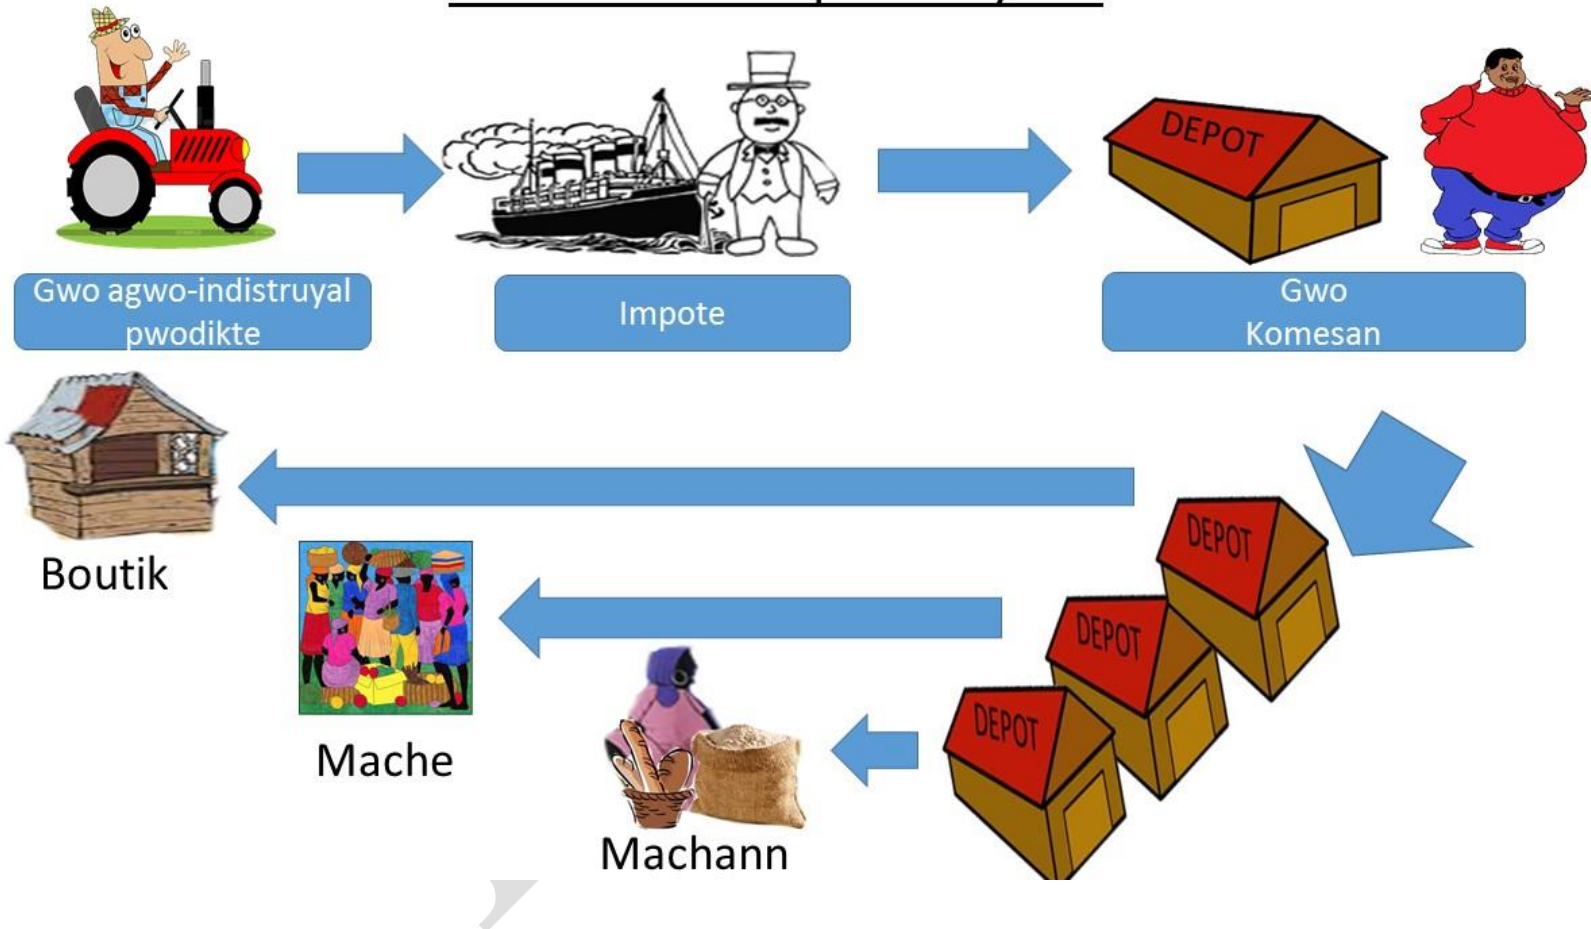 DEPOT
Gwo agwo-indistruyal
pwodikte
Impote
Gwo
Komesan
DEPOT
DEPOT
DEPOT
Boutik
Mache
Machann